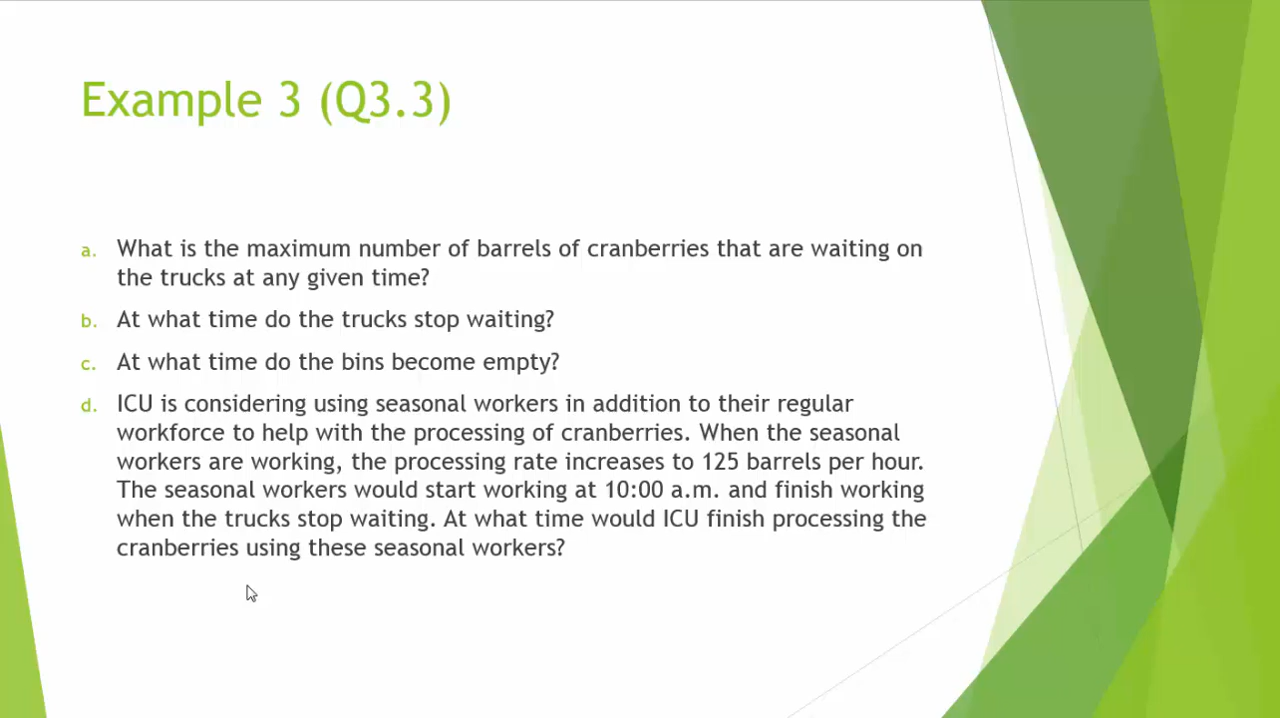 Example 3 (Q3.3)
a. What is the maximum number of barrels of cranberries that are waiting on
the trucks at any given time?
b. At what time do the trucks stop waiting?
c. At what time do the bins become empty?
d. ICU is considering using seasonal workers in addition to their regular
workforce to help with the processing of cranberries. When the seasonal
workers are working, the processing rate increases to 125 barrels per hour.
The seasonal workers would start working at 10:00 a.m. and finish working
when the trucks stop waiting. At what time would ICU finish processing the
cranberries using these seasonal workers?